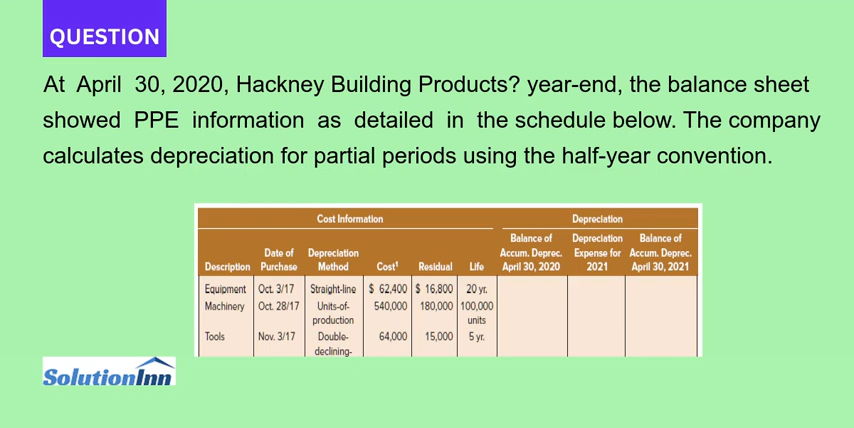 QUESTION
At April 30, 2020, Hackney Building Products? year-end, the balance sheet
showed PPE information as detailed in the schedule below. The company
calculates depreciation for partial periods using the half-year convention.
Cost Information Depreciation
Balance of Depreciation Balance of
Date of Depreciation Accum. Deprec. Expense for Accum. Deprec.
Description Purchase Method Cost¹ Residual Life April 30, 2020 2021 April 30, 2021
Equipment Oct. 3/17 Straight-line $ 62,400 $ 16,800 20 yr.
Machinery Oct. 28/17 Units-of- 540,000 180,000 100,000
production units
Tools Nov. 3/17 Double- 64,000 15,000 5 yr.
declining-
SolutionInn